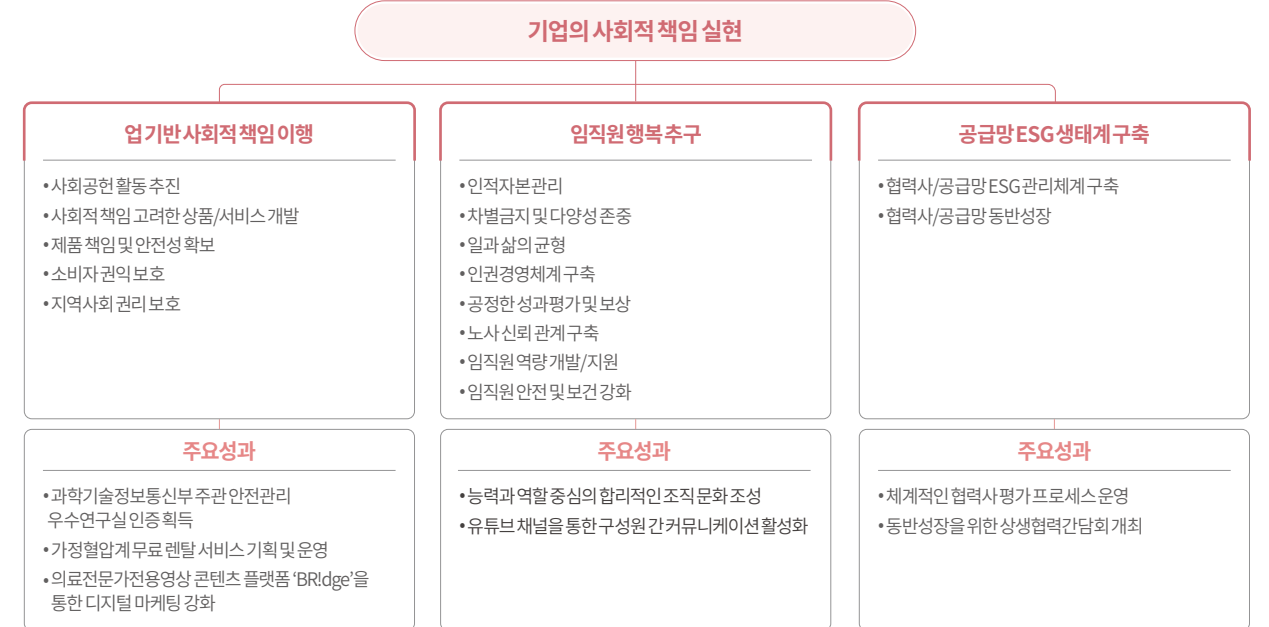 기업의 사회적 책임 실현
업 기반 사회적 책임 이행
• 사회공헌 활동 추진
• 사회적 책임 고려한 상품/서비스 개발
• 제품 책임 및 안전성 확보
• 소비자 권익 보호
• 지역사회 권리 보호
주요성과
• 과학기술정보통신부 주관 안전관리
우수연구실 인증 획득
• 가정혈압계 무료 렌탈 서비스 기획 및 운영
• 의료전문가전용영상 콘텐츠 플랫폼 ‘BR!dge’을
통한 디지털 마케팅 강화
임직원 행복 추구
• 인적자본관리
• 차별금지 및 다양성 존중
• 일과 삶의 균형
• 인권경영체계 구축
• 공정한 성과평가 및 보상
• 노사 신뢰 관계 구축
• 임직원 역량 개발/지원
• 임직원 안전 및 보건 강화
주요성과
• 능력과 역할 중심의 합리적인 조직 문화 조성
• 유튜브 채널을 통한 구성원 간 커뮤니케이션 활성화
공급망 ESG 생태계 구축
• 협력사/공급망 ESG 관리체계 구축
• 협력사/공급망 동반성장
주요성과
• 체계적인 협력사 평가 프로세스 운영
• 동반성장을 위한 상생협력간담회 개최